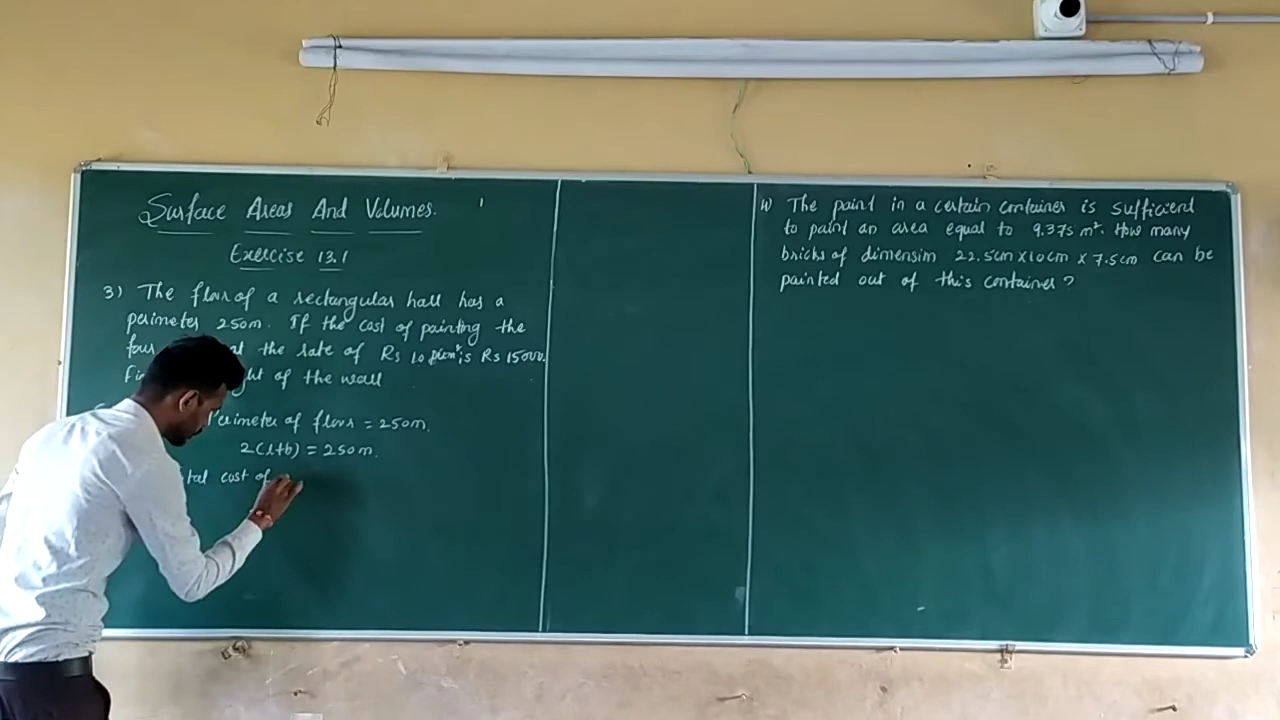 Surface Areas And Volumes.
Exercise 13.1
3) The floor of a rectangular hall has a
perimeter 250m. If the cost of painting the
four at the rate of Rs 10 per m² is Rs 15000.
of the wall
Perimeter of floor = 250m.
2(l+b) = 250m.
cost of
4) The paint in a certain container is sufficient
to paint an area equal to 9.375 m². How many
bricks of dimension 22.5cm x 10cm x 7.5cm can be
painted out of this container?